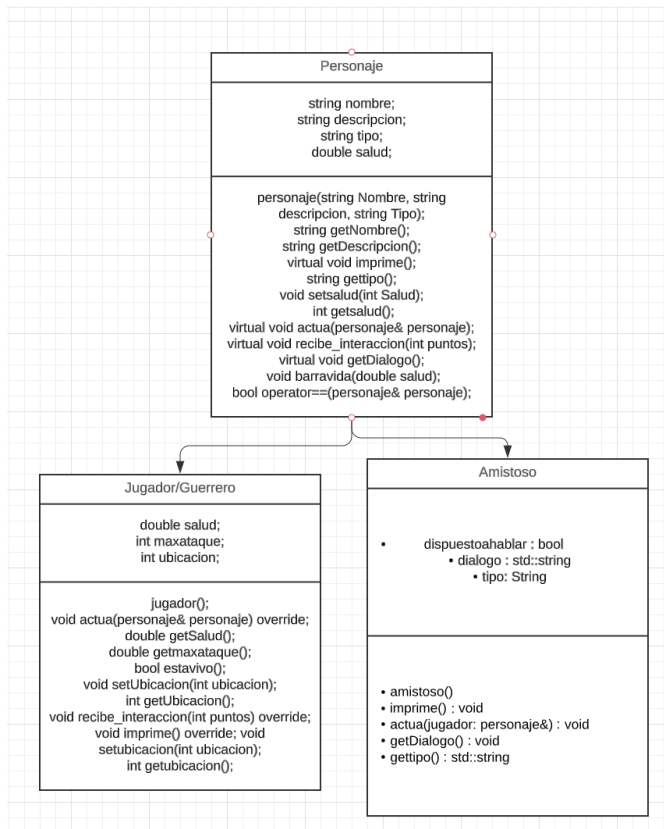 Personaje
string nombre;
string descripcion;
string tipo;
double salud;
personaje(string Nombre, string
descripcion, string Tipo);
string getNombre();
string getDescripcion();
virtual void imprime();
string gettipo();
void setsalud(int Salud);
int getsalud();
virtual void actua(personaje& personaje);
virtual void recibe_interaccion(int puntos);
virtual void getDialogo();
void barravida(double salud);
bool operator==(personaje& personaje);
Jugador/Guerrero
double salud;
int maxataque;
int ubicacion;
jugador();
void actua(personaje& personaje) override;
double getSalud();
double getmaxataque();
bool estavivo();
void setUbicacion(int ubicacion);
int getUbicacion();
void recibe_interaccion(int puntos) override;
void imprime() override; void
setubicacion(int ubicacion);
int getubicacion();
Amistoso
• dispuestoahablar : bool
• dialogo : std::string
• tipo: String
• amistoso()
• imprime() : void
• actua(jugador: personaje&) : void
• getDialogo() : void
• gettipo() : std::string